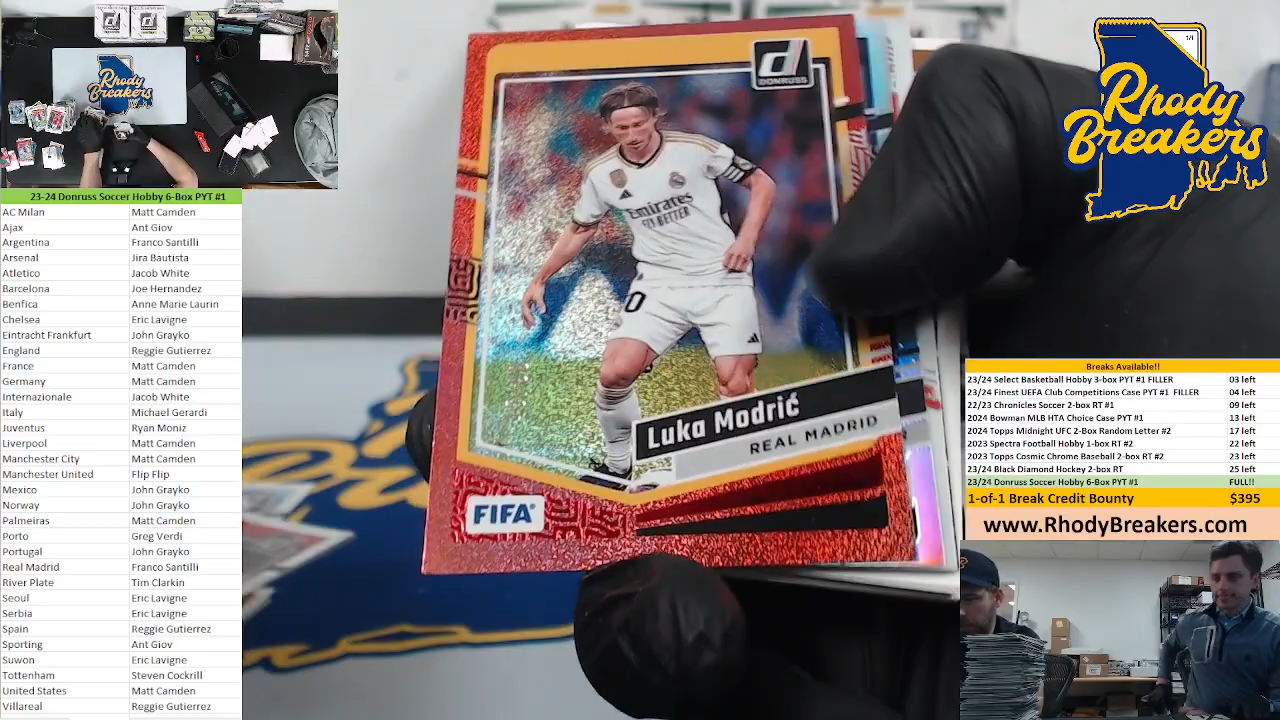 23-24 Donruss Soccer Hobby 6-Box PYT #1
AC Milan Matt Camden
Ajax Ant Giov
Argentina Franco Santilli
Arsenal Jira Bautista
Atletico Jacob White
Barcelona Joe Hernandez
Benfica Anne Marie Laurin
Chelsea Eric Lavigne
Eintracht Frankfurt John Grayko
England Reggie Gutierrez
France Matt Camden
Germany Matt Camden
Internazionale Jacob White
Italy Michael Gerardi
Juventus Ryan Moniz
Liverpool Matt Camden
Manchester City Matt Camden
Manchester United Flip Flip
Mexico John Grayko
Norway John Grayko
Palmeiras Matt Camden
Porto Greg Verdi
Portugal John Grayko
Real Madrid Franco Santilli
River Plate Tim Clarkin
Seoul Eric Lavigne
Serbia Eric Lavigne
Spain Reggie Gutierrez
Sporting Ant Giov
Suwon Eric Lavigne
Tottenham Steven Cockrill
United States Matt Camden
Villareal Reggie Gutierrez
Rhody
Breakers
DONRUSS
Emirates
FLY BETTER
Luka Modrić
REAL MADRID
FIFA
1/1
Rhody
Breakers
Breaks Available!!
23/24 Select Basketball Hobby 3-box PYT #1 FILLER 03 left
23/24 Finest UEFA Club Competitions Case PYT #1 FILLER 04 left
22/23 Chronicles Soccer 2-box RT #1 09 left
2024 Bowman MLB HTA Choice Case PYT #1 13 left
2024 Topps Midnight UFC 2-Box Random Letter #2 17 left
2023 Spectra Football Hobby 1-box RT #2 22 left
2023 Topps Cosmic Chrome Baseball 2-box RT #2 23 left
23/24 Black Diamond Hockey 2-box RT 25 left
23/24 Donruss Soccer Hobby 6-Box PYT #1 FULL!!
1-of-1 Break Credit Bounty $395
www.RhodyBreakers.com